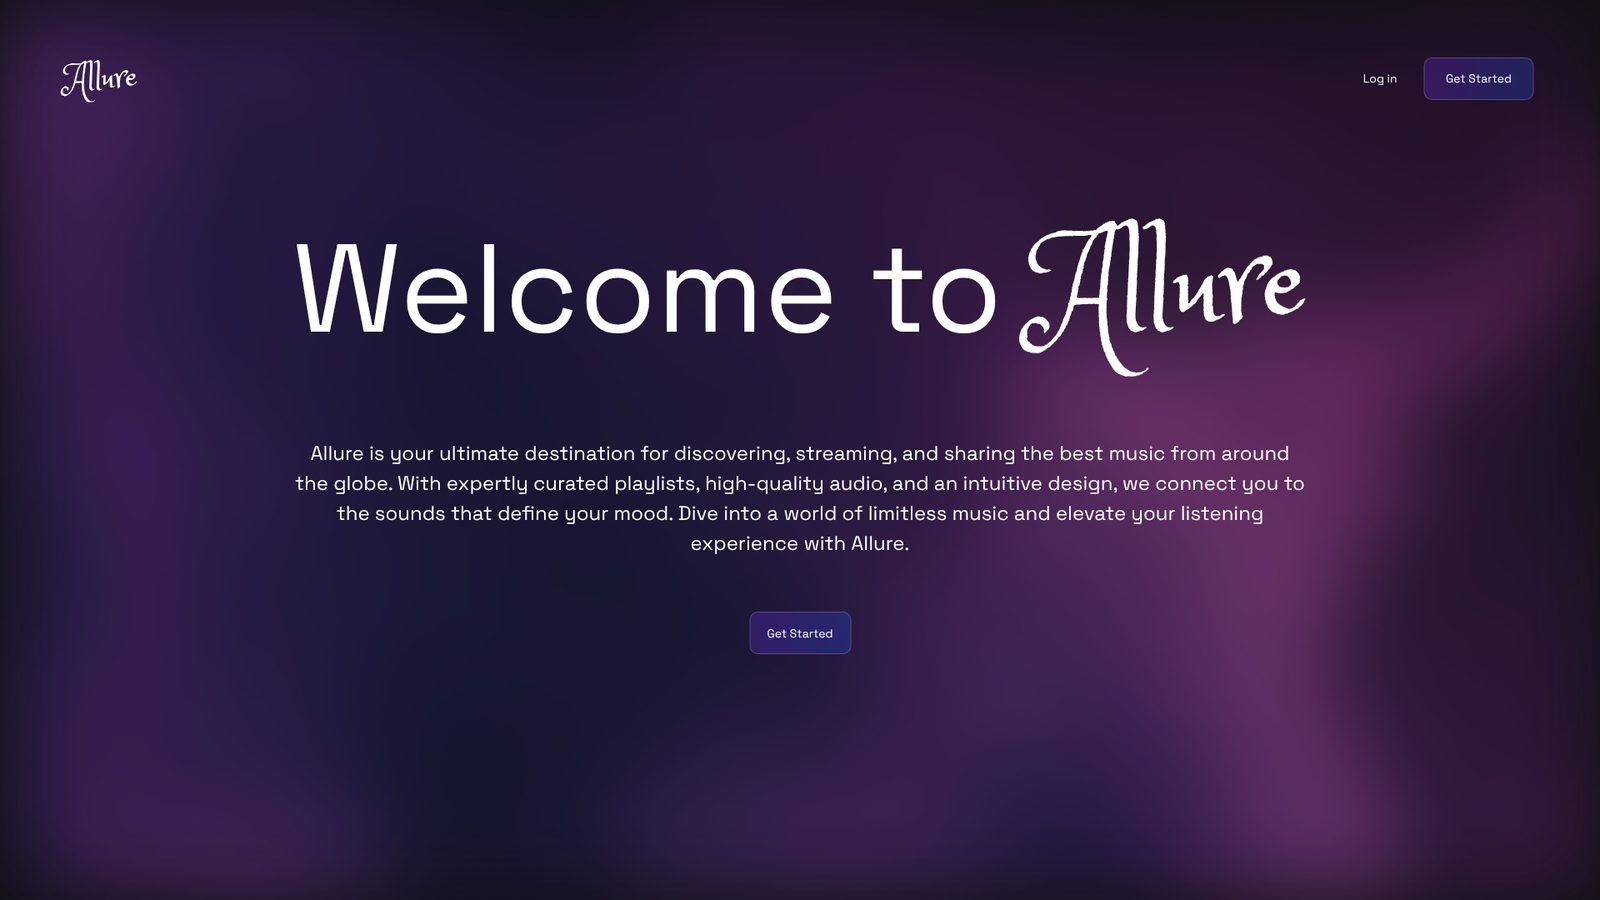 Allure
Log in
Get Started
Welcome to Allure
Allure is your ultimate destination for discovering, streaming, and sharing the best music from around
the globe. With expertly curated playlists, high-quality audio, and an intuitive design, we connect you to
the sounds that define your mood. Dive into a world of limitless music and elevate your listening
experience with Allure.
Get Started